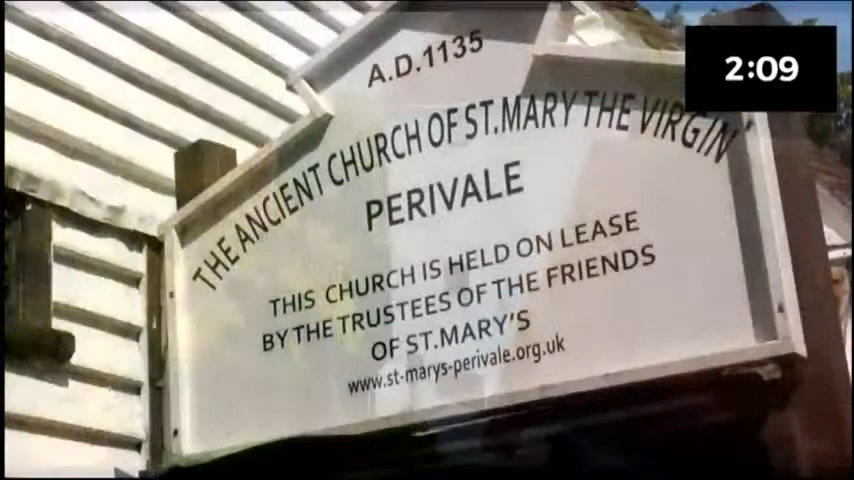 2:09
A.D.1135
THE ANCIENT CHURCH OF ST.MARY THE VIRGIN
PERIVALE
THIS CHURCH IS HELD ON LEASE
BY THE TRUSTEES OF THE FRIENDS
OF ST.MARY'S
www.st-marys-perivale.org.uk